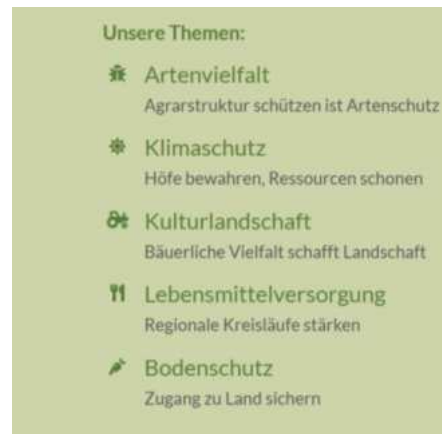 Unsere Themen:
Artenvielfalt
Agrarstruktur schützen ist Artenschutz
Klimaschutz
Höfe bewahren, Ressourcen schonen
Kulturlandschaft
Bäuerliche Vielfalt schafft Landschaft
Lebensmittelversorgung
Regionale Kreisläufe stärken
Bodenschutz
Zugang zu Land sichern